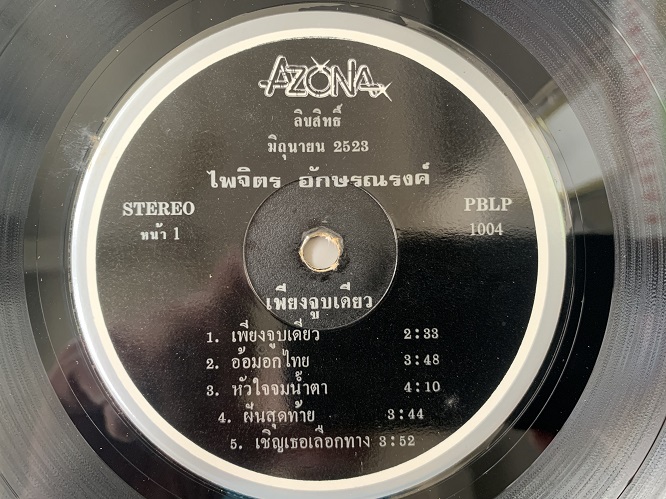 AZONA
ลิขสิทธิ์
มิถุนายน 2523
ไพจิตร อักษรณรงค์
STEREO
หน้า 1
PBLP
1004
เพียงจูบเดียว
1. เพียงจูบเดียว 2:33
2. อ้อมอกไทย 3:48
3. หัวใจจมน้ำตา 4:10
4. ฝันสุดท้าย 3:44
5. เชิญเธอเลือกทาง 3:52